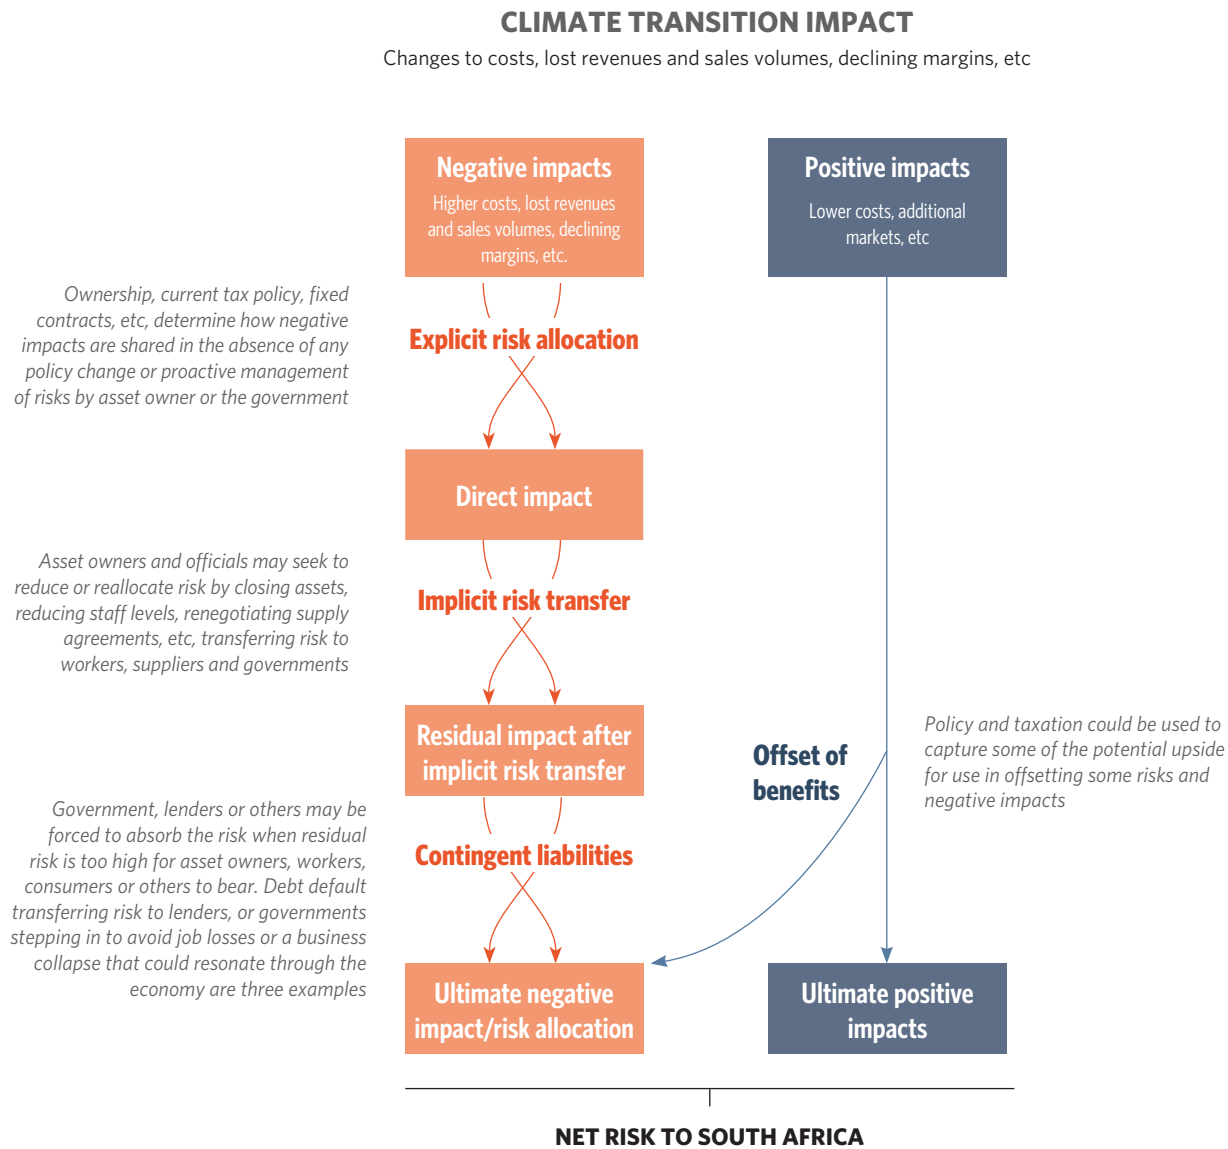 CLIMATE TRANSITION IMPACT
Changes to costs, lost revenues and sales volumes, declining margins, etc
Negative impacts
Higher costs, lost revenues
and sales volumes, declining
margins, etc.
Positive impacts
Lower costs, additional
markets, etc
Ownership, current tax policy, fixed
contracts, etc, determine how negative
impacts are shared in the absence of any
policy change or proactive management
of risks by asset owner or the government
Explicit risk allocation
Direct impact
Asset owners and officials may seek to
reduce or reallocate risk by closing assets,
reducing staff levels, renegotiating supply
agreements, etc, transferring risk to
workers, suppliers and governments
Implicit risk transfer
Residual impact after
implicit risk transfer
Offset of
benefits
Policy and taxation could be used to
capture some of the potential upside
for use in offsetting some risks and
negative impacts
Government, lenders or others may be
forced to absorb the risk when residual
risk is too high for asset owners, workers,
consumers or others to bear. Debt default
transferring risk to lenders, or governments
stepping in to avoid job losses or a business
collapse that could resonate through the
economy are three examples
Contingent liabilities
Ultimate negative
impact/risk allocation
Ultimate positive
impacts
NET RISK TO SOUTH AFRICA